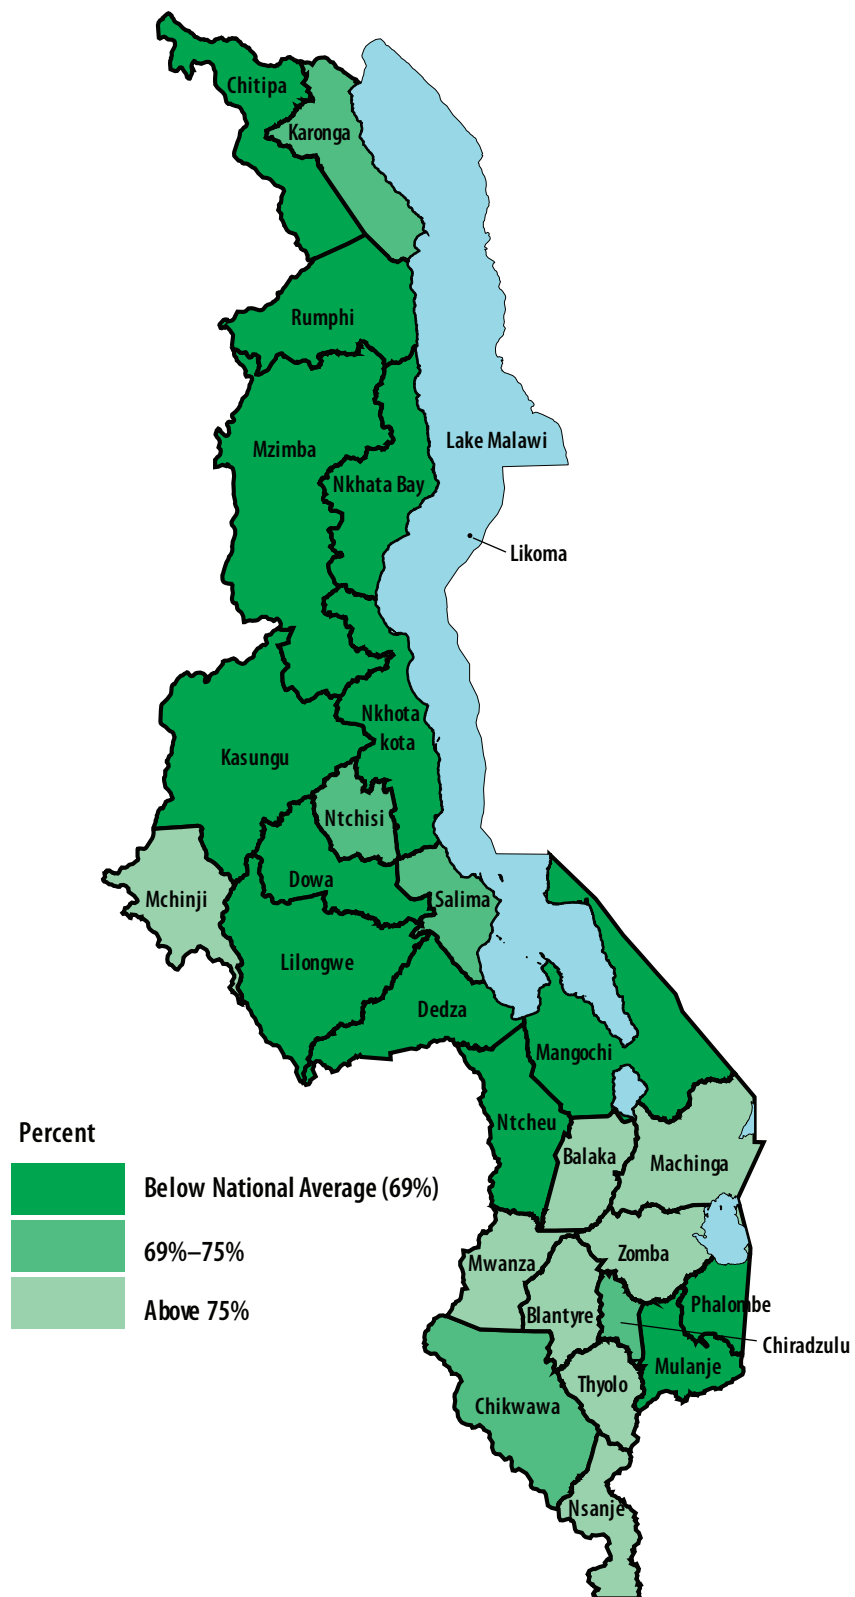 Chitipa
Karonga
Rumphi
Lake Malawi
Mzimba
Nkhata Bay
Likoma
Nkhota
kota
Kasungu
Ntchisi
Dowa
Mchinji
Salima
Lilongwe
Dedza
Mangochi
Ntcheu
Balaka
Machinga
Percent
Below National Average (69%)
69%–75%
Above 75%
Zomba
Mwanza
Phalombe
Blantyre
Chiradzulu
Mulanje
Thyolo
Chikwawa
Nsanje